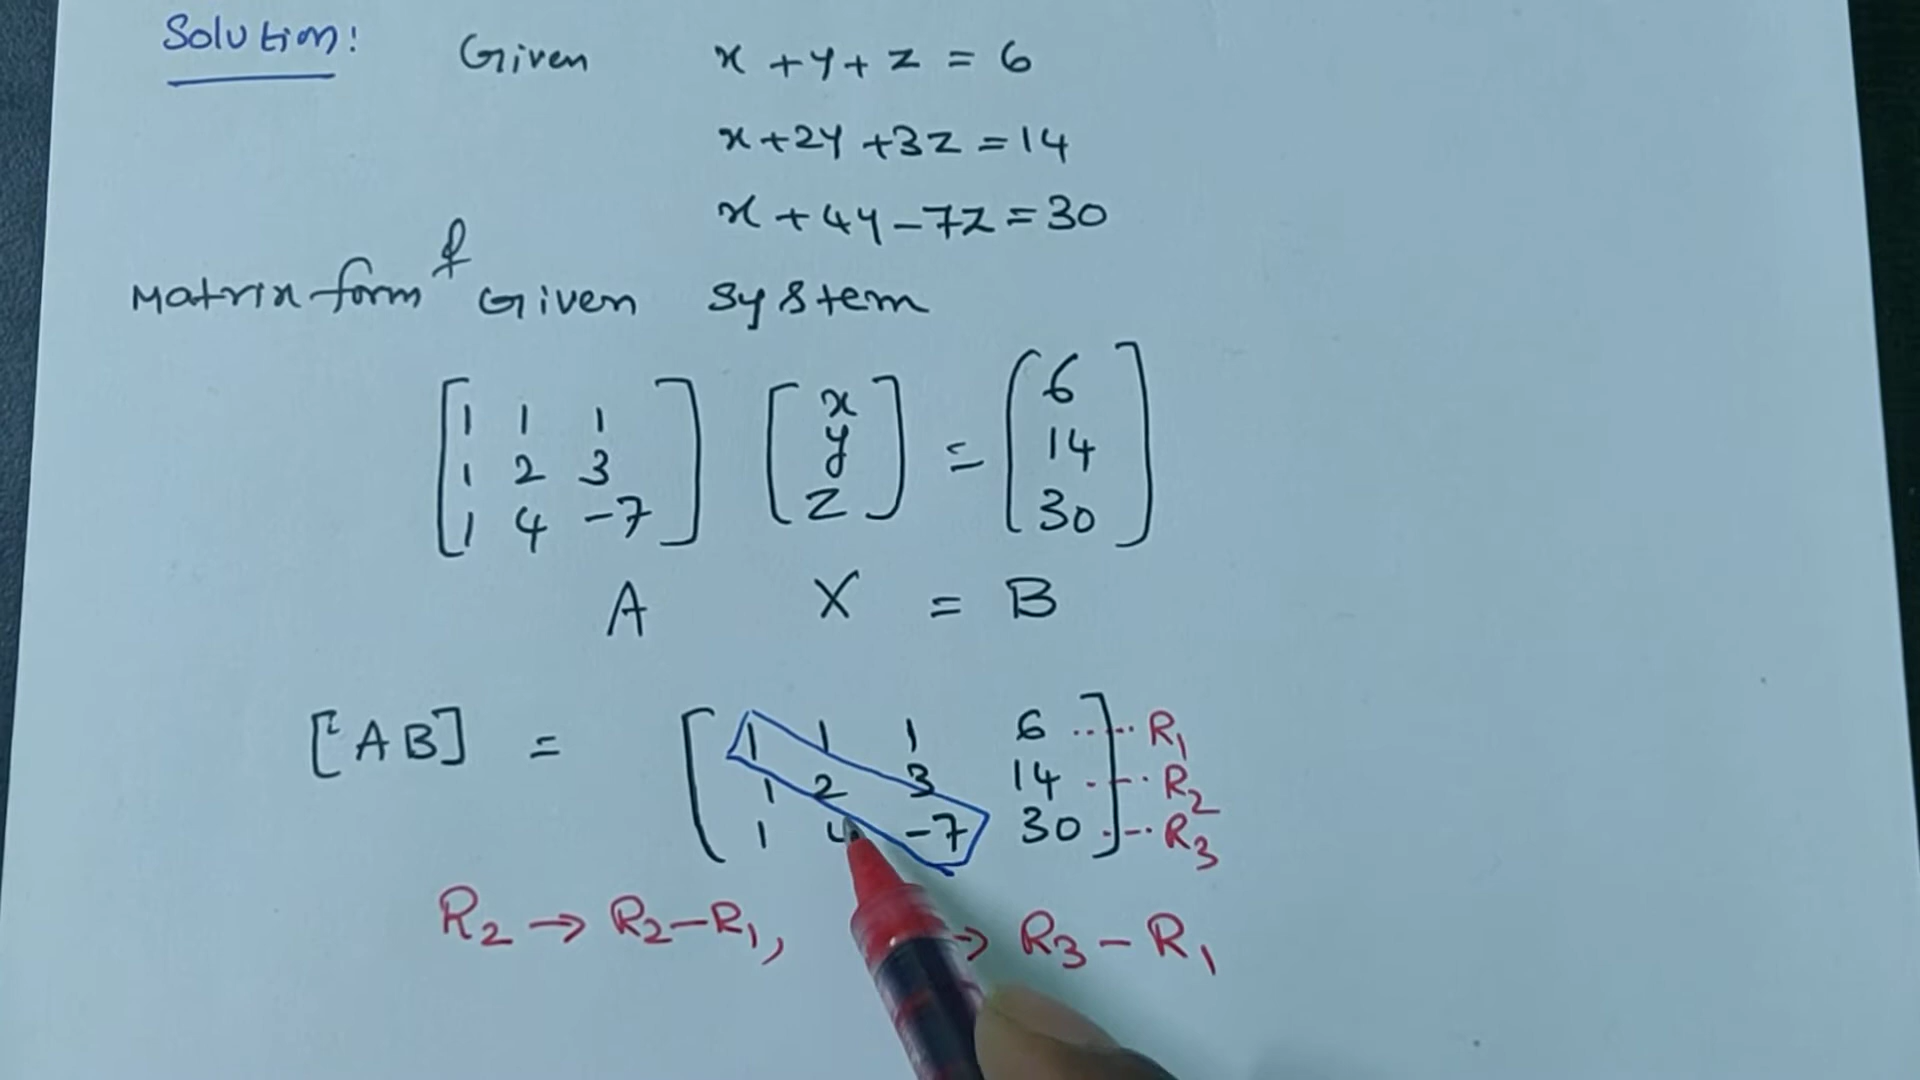 Solution: Given x + y + z = 6
x + 2y + 3z = 14
x + 4y - 7z = 30
Matrix form of Given system
[1 1 1] [x] = [6]
[1 2 3] [y] [14]
[1 4 -7] [z] [30]
A X = B
[AB] = [1 1 1 6] ..... R₁
[1 2 3 14] ..... R₂
[1 4 -7 30] ..... R₃
R₂ → R₂-R₁, → R₃ - R₁